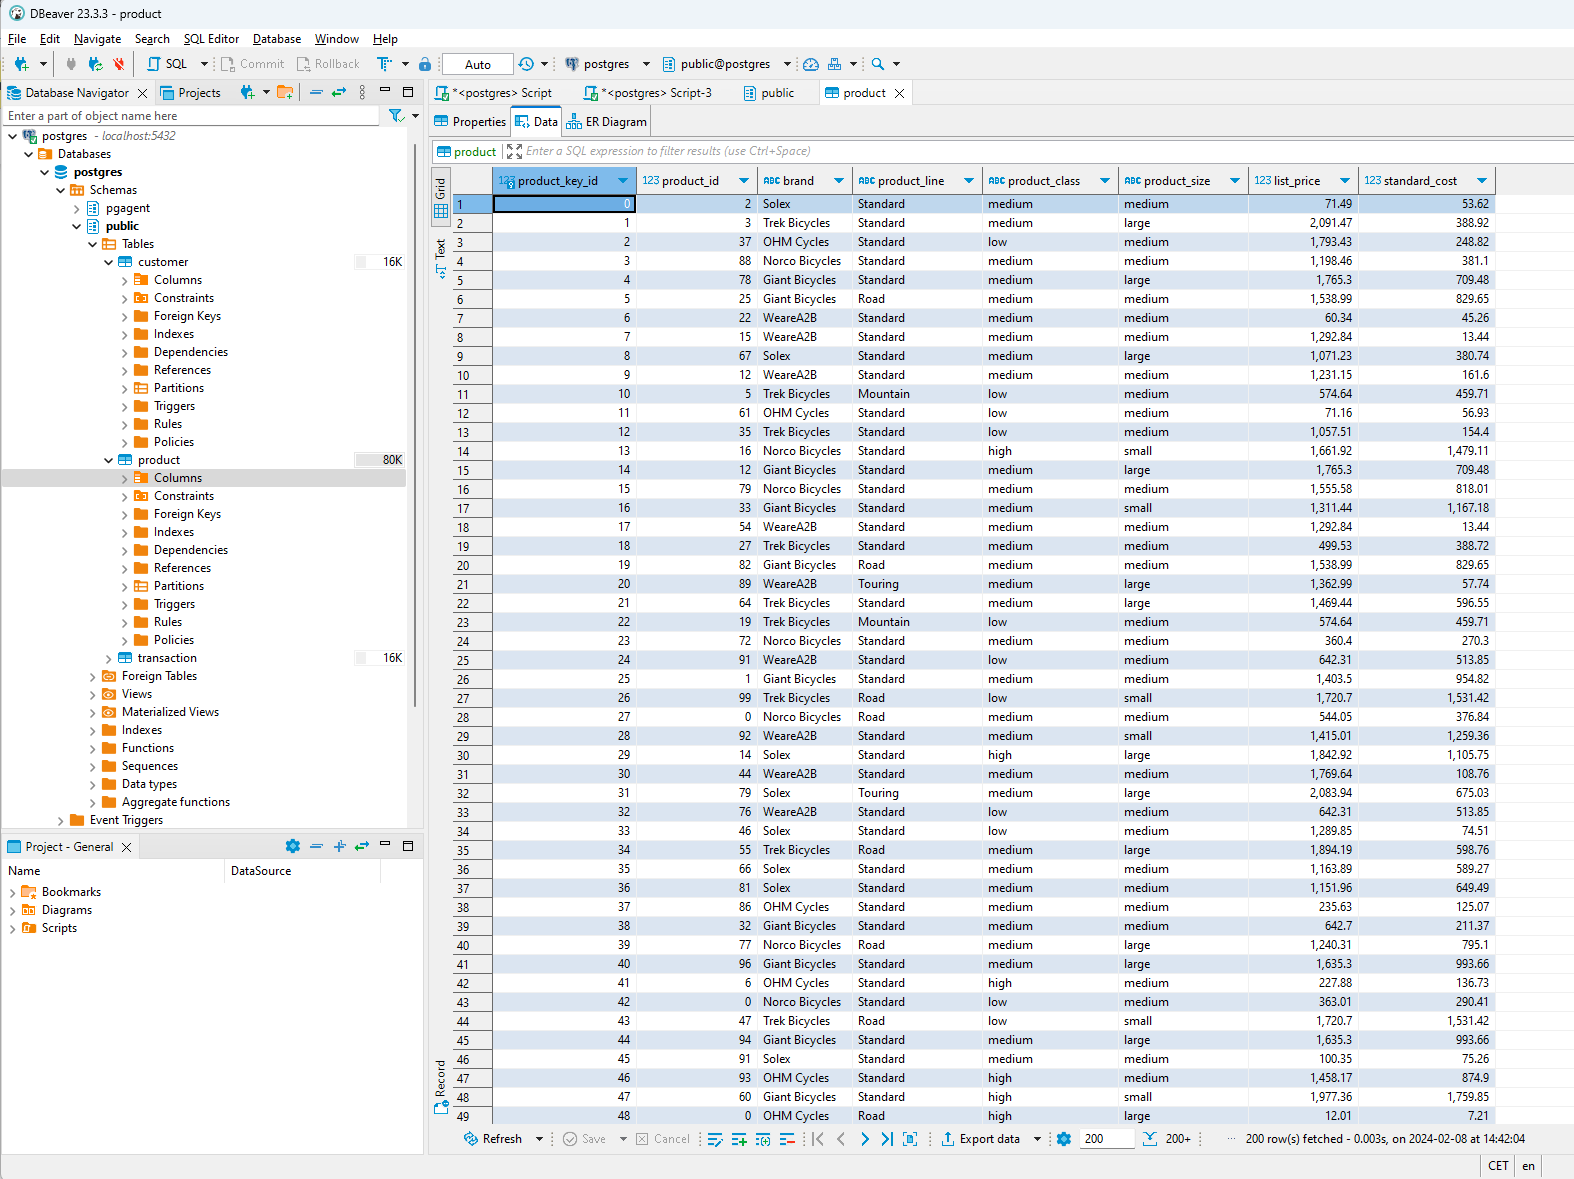 DBeaver 23.3.3 - product
File Edit Navigate Search SQL Editor Database Window Help
SQL Commit Rollback Auto postgres public@postgres
Database Navigator Projects
*<postgres> Script *<postgres> Script-3 public product
Enter a part of object name here
Properties Data ER Diagram
postgres - localhost:5432
Databases
postgres
Schemas
pgagent
public
Tables
customer 16K
Columns
Constraints
Foreign Keys
Indexes
Dependencies
References
Partitions
Triggers
Rules
Policies
product 80K
Columns
Constraints
Foreign Keys
Indexes
Dependencies
References
Partitions
Triggers
Rules
Policies
transaction 16K
Foreign Tables
Views
Materialized Views
Indexes
Functions
Sequences
Data types
Aggregate functions
Event Triggers
Project - General
Name DataSource
Bookmarks
Diagrams
Scripts
product Enter a SQL expression to filter results (use Ctrl+Space)
Grid
Text
Record
123 product_key_id 123 product_id ABC brand ABC product_line ABC product_class ABC product_size 123 list_price 123 standard_cost
1 0 2 Solex Standard medium medium 71.49 53.62
2 1 3 Trek Bicycles Standard medium large 2,091.47 388.92
3 2 37 OHM Cycles Standard low medium 1,793.43 248.82
4 3 88 Norco Bicycles Standard medium medium 1,198.46 381.1
5 4 78 Giant Bicycles Standard medium large 1,765.3 709.48
6 5 25 Giant Bicycles Road medium medium 1,538.99 829.65
7 6 22 WeareA2B Standard medium medium 60.34 45.26
8 7 15 WeareA2B Standard medium medium 1,292.84 13.44
9 8 67 Solex Standard medium large 1,071.23 380.74
10 9 12 WeareA2B Standard medium medium 1,231.15 161.6
11 10 5 Trek Bicycles Mountain low medium 574.64 459.71
12 11 61 OHM Cycles Standard low medium 71.16 56.93
13 12 35 Trek Bicycles Standard low medium 1,057.51 154.4
14 13 16 Norco Bicycles Standard high small 1,661.92 1,479.11
15 14 12 Giant Bicycles Standard medium large 1,765.3 709.48
16 15 79 Norco Bicycles Standard medium medium 1,555.58 818.01
17 16 33 Giant Bicycles Standard medium small 1,311.44 1,167.18
18 17 54 WeareA2B Standard medium medium 1,292.84 13.44
19 18 27 Trek Bicycles Standard medium medium 499.53 388.72
20 19 82 Giant Bicycles Road medium medium 1,538.99 829.65
21 20 89 WeareA2B Touring medium large 1,362.99 57.74
22 21 64 Trek Bicycles Standard medium large 1,469.44 596.55
23 22 19 Trek Bicycles Mountain low medium 574.64 459.71
24 23 72 Norco Bicycles Standard medium medium 360.4 270.3
25 24 91 WeareA2B Standard low medium 642.31 513.85
26 25 1 Giant Bicycles Standard medium medium 1,403.5 954.82
27 26 99 Trek Bicycles Road low small 1,720.7 1,531.42
28 27 0 Norco Bicycles Road medium medium 544.05 376.84
29 28 92 WeareA2B Standard medium small 1,415.01 1,259.36
30 29 14 Solex Standard high large 1,842.92 1,105.75
31 30 44 WeareA2B Standard medium medium 1,769.64 108.76
32 31 79 Solex Touring medium large 2,083.94 675.03
33 32 76 WeareA2B Standard low medium 642.31 513.85
34 33 46 Solex Standard low medium 1,289.85 74.51
35 34 55 Trek Bicycles Road medium large 1,894.19 598.76
36 35 66 Solex Standard medium medium 1,163.89 589.27
37 36 81 Solex Standard medium medium 1,151.96 649.49
38 37 86 OHM Cycles Standard medium medium 235.63 125.07
39 38 32 Giant Bicycles Standard medium medium 642.7 211.37
40 39 77 Norco Bicycles Road medium large 1,240.31 795.1
41 40 96 Giant Bicycles Standard medium large 1,635.3 993.66
42 41 6 OHM Cycles Standard high medium 227.88 136.73
43 42 0 Norco Bicycles Standard low medium 363.01 290.41
44 43 47 Trek Bicycles Road low small 1,720.7 1,531.42
45 44 94 Giant Bicycles Standard medium large 1,635.3 993.66
46 45 91 Solex Standard medium medium 100.35 75.26
47 46 93 OHM Cycles Standard high medium 1,458.17 874.9
48 47 60 Giant Bicycles Standard high small 1,977.36 1,759.85
49 48 0 OHM Cycles Road high large 12.01 7.21
Refresh Save Cancel Export data 200 200+ 200 row(s) fetched - 0.003s, on 2024-02-08 at 14:42:04
CET en